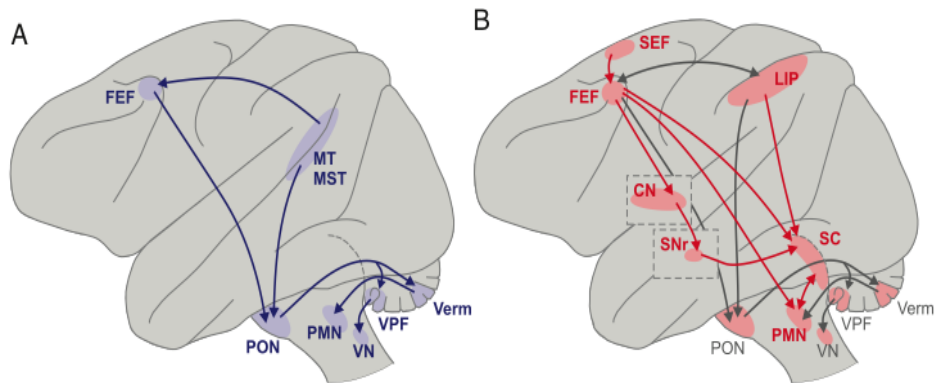 A
FEF
MT
MST
PON
PMN
VN
VPF
Verm
B
SEF
FEF
LIP
CN
SNr
SC
PON
PMN
VN
VPF
Verm